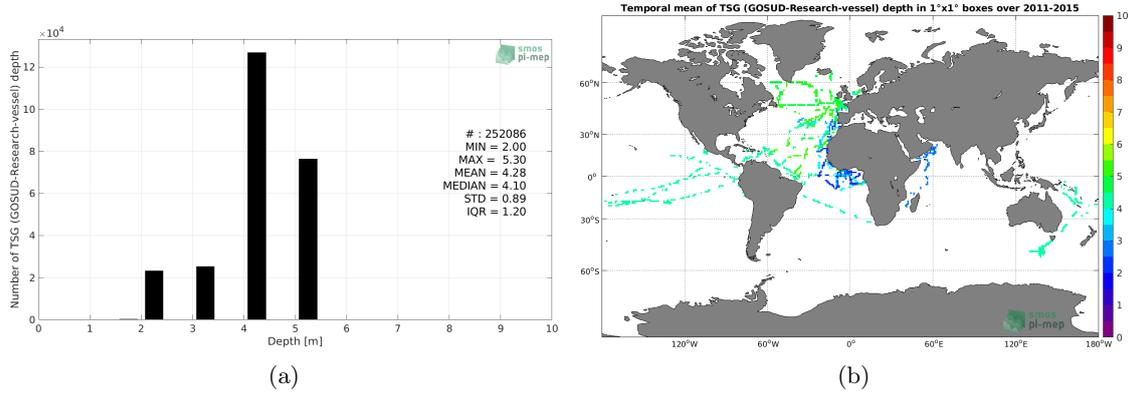 ×10⁴
12
10
8
6
4
2
0
Number of TSG (GOSUD-Research-vessel) depth
0 1 2 3 4 5 6 7 8 9 10
Depth [m]
smos
pi-mep
# : 252086
MIN = 2.00
MAX = 5.30
MEAN = 4.28
MEDIAN = 4.10
STD = 0.89
IQR = 1.20
(a)
Temporal mean of TSG (GOSUD-Research-vessel) depth in 1°x1° boxes over 2011-2015
60°N
30°N
0°
30°S
60°S
120°W 60°W 0° 60°E 120°E 180°W
smos
pi-mep
10
9
8
7
6
5
4
3
2
1
0
(b)